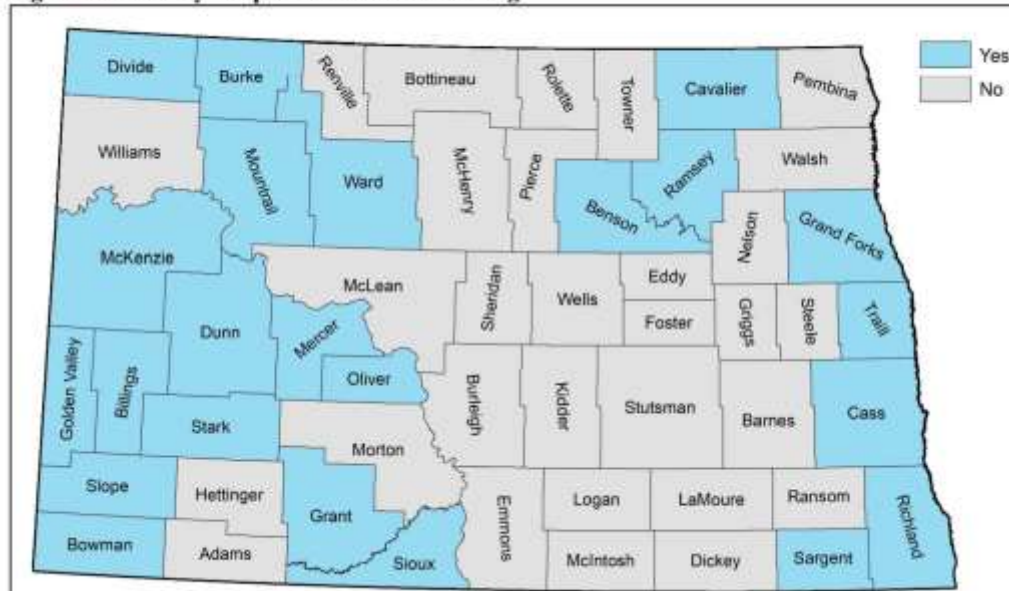 Yes
No
Divide
Burke
Renville
Bottineau
Rolette
Towner
Cavalier
Pembina
Williams
Mountrail
Ward
McHenry
Pierce
Benson
Ramsey
Walsh
Nelson
Grand Forks
McKenzie
Dunn
McLean
Mercer
Oliver
Sheridan
Wells
Eddy
Foster
Griggs
Steele
Traill
Golden Valley
Billings
Stark
Morton
Burleigh
Kidder
Stutsman
Barnes
Cass
Slope
Hettinger
Grant
Emmons
Logan
LaMoure
Ransom
Richland
Bowman
Adams
Sioux
McIntosh
Dickey
Sargent